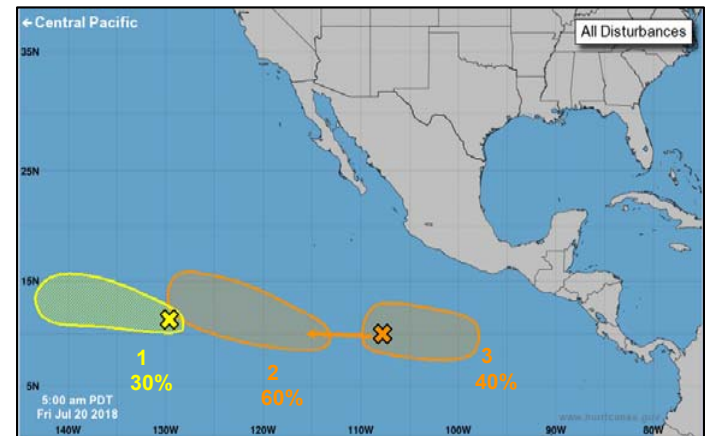 ←Central Pacific
All Disturbances
35N
25N
15N
5N
1
30%
2
60%
3
40%
5:00 am PDT
Fri Jul 20 2018
140W
130W
120W
110W
100W
90W
80W